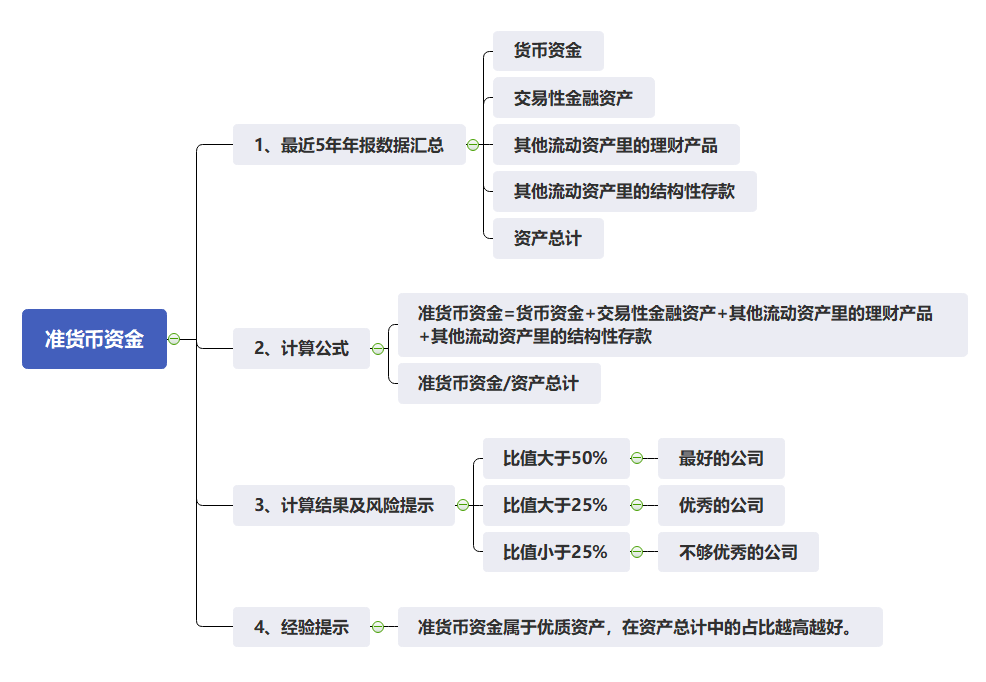 准货币资金
1、最近5年年报数据汇总
货币资金
交易性金融资产
其他流动资产里的理财产品
其他流动资产里的结构性存款
资产总计
2、计算公式
准货币资金=货币资金+交易性金融资产+其他流动资产里的理财产品
+其他流动资产里的结构性存款
准货币资金/资产总计
3、计算结果及风险提示
比值大于50%
最好的公司
比值大于25%
优秀的公司
比值小于25%
不够优秀的公司
4、经验提示
准货币资金属于优质资产，在资产总计中的占比越高越好。